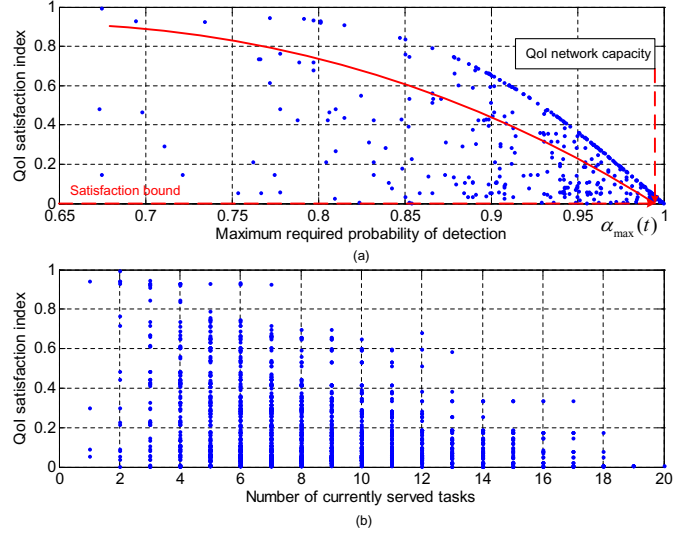 1
0.8
0.6
0.4
0.2
0
QoI satisfaction index
QoI network capacity
Satisfaction bound
0.65 0.7 0.75 0.8 0.85 0.9 0.95 1
Maximum required probability of detection
α_max(t)
(a)
1
0.8
0.6
0.4
0.2
0
QoI satisfaction index
0 2 4 6 8 10 12 14 16 18 20
Number of currently served tasks
(b)